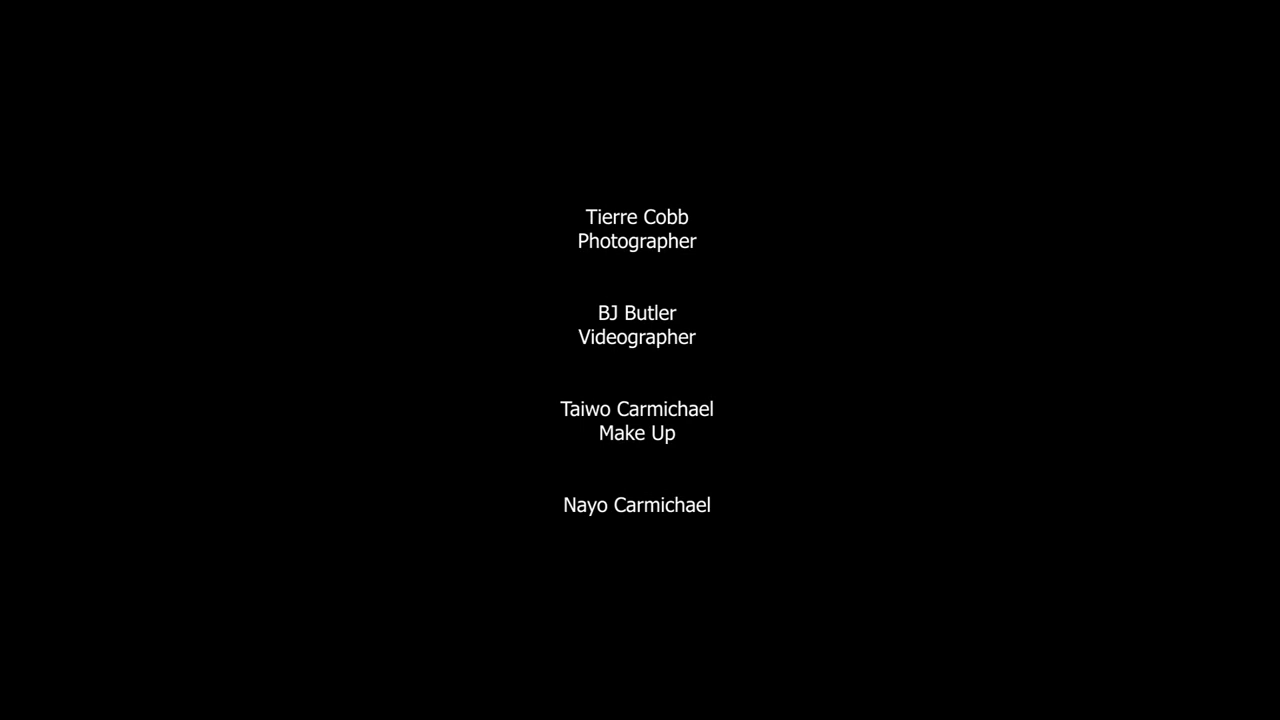 Tierre Cobb
Photographer
BJ Butler
Videographer
Taiwo Carmichael
Make Up
Nayo Carmichael